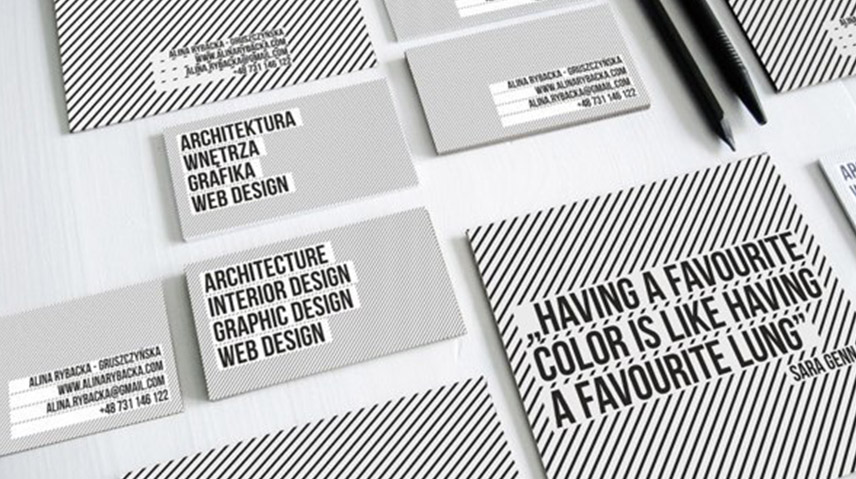 ALINA RYBACKA - GRUSZCZYŃSKA
WWW.ALINARYBACKA.COM
ALINA.RYBACKA@GMAIL.COM
+48 731 146 122
ALINA RYBACKA - GRUSZCZYŃSKA
WWW.ALINARYBACKA.COM
ALINA.RYBACKA@GMAIL.COM
+48 731 146 122
ARCHITEKTURA
WNĘTRZA
GRAFIKA
WEB DESIGN
ARCHITECTURE
INTERIOR DESIGN
GRAPHIC DESIGN
WEB DESIGN
ALINA RYBACKA - GRUSZCZYŃSKA
WWW.ALINARYBACKA.COM
ALINA.RYBACKA@GMAIL.COM
+48 731 146 122
„HAVING A FAVOURITE
COLOR IS LIKE HAVING
A FAVOURITE LUNG”
SARA